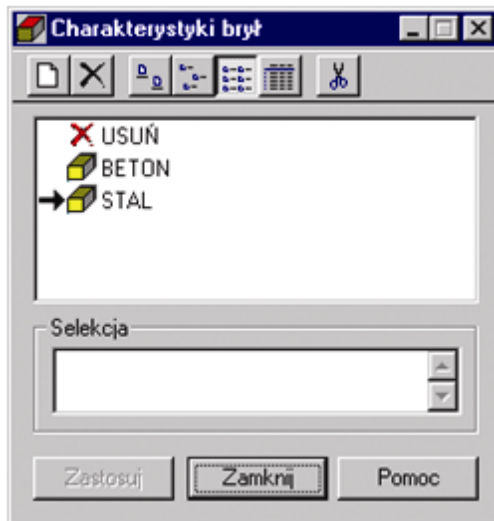 Charakterystyki brył
USUŃ
BETON
STAL
Selekcja
Zastosuj
Zamknij
Pomoc